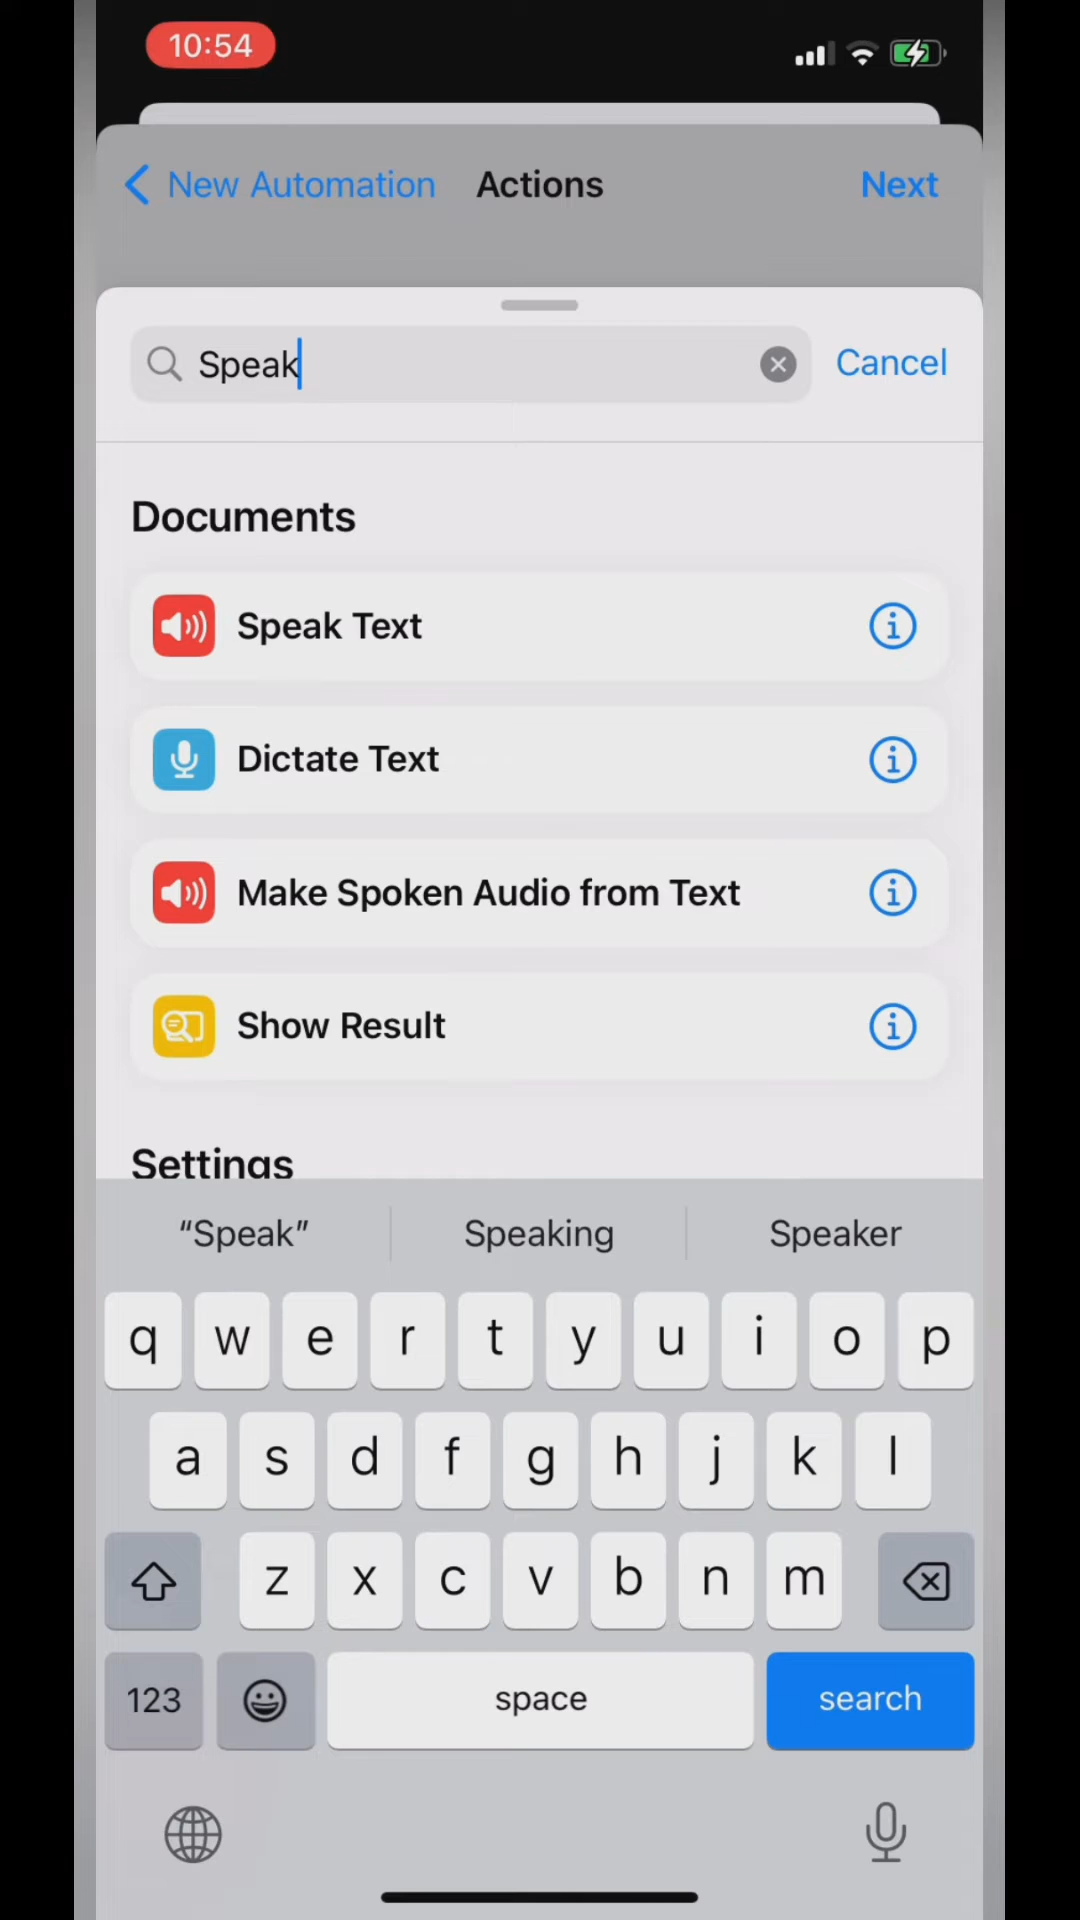 10:54
New Automation Actions Next
Speak Cancel
Documents
Speak Text
Dictate Text
Make Spoken Audio from Text
Show Result
Settings
“Speak” Speaking Speaker
q w e r t y u i o p
a s d f g h j k l
z x c v b n m
123 space search